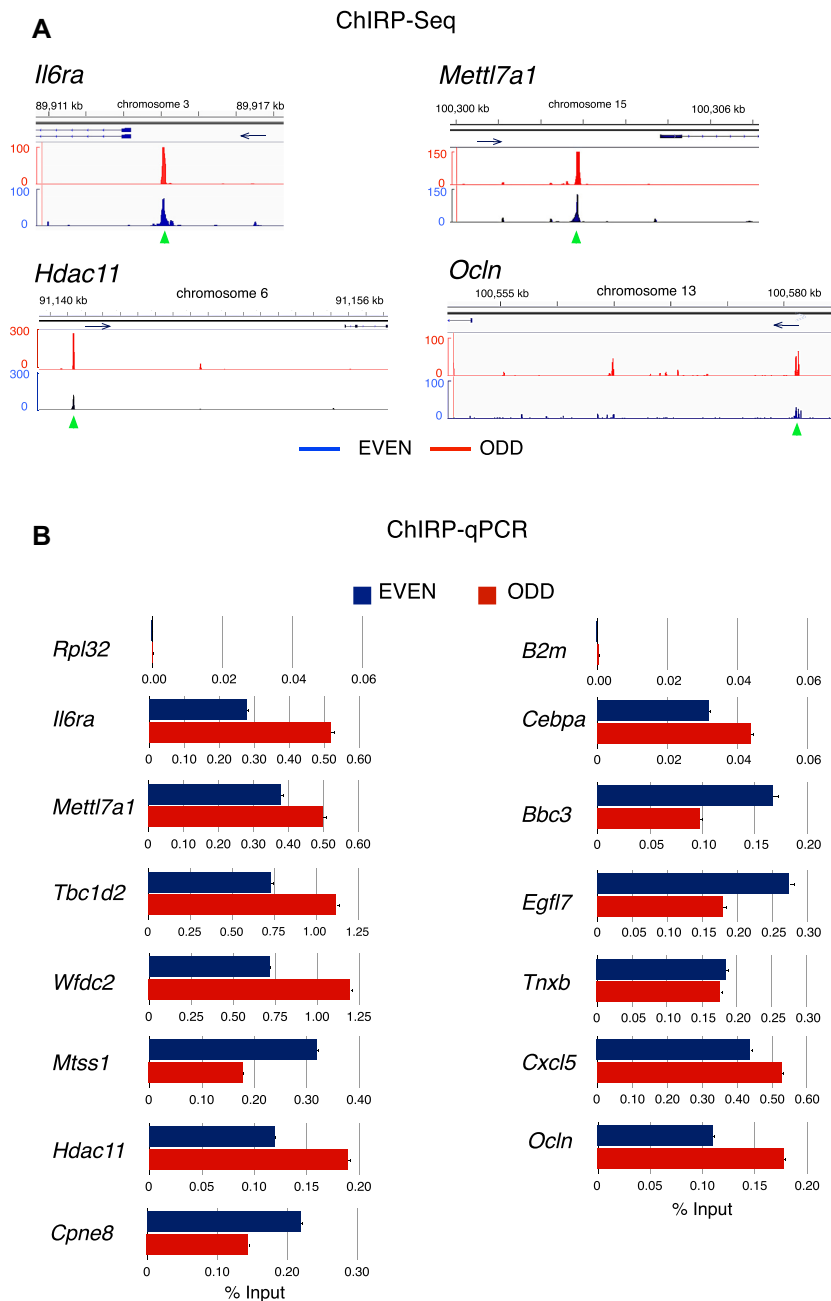 A
ChIRP-Seq
Il6ra
89,911 kb
chromosome 3
89,917 kb
100
0
100
0
Mettl7a1
100,300 kb
chromosome 15
100,306 kb
150
0
150
0
Hdac11
91,140 kb
chromosome 6
91,156 kb
300
0
300
0
Ocln
100,555 kb
chromosome 13
100,580 kb
100
0
100
0
EVEN ODD
B
ChIRP-qPCR
EVEN ODD
Rpl32
0.00 0.02 0.04 0.06
Il6ra
0 0.10 0.20 0.30 0.40 0.50 0.60
Mettl7a1
0 0.10 0.20 0.30 0.40 0.50 0.60
Tbc1d2
0 0.25 0.50 0.75 1.00 1.25
Wfdc2
0 0.25 0.50 0.75 1.00 1.25
Mtss1
0 0.10 0.20 0.30 0.40
Hdac11
0 0.05 0.10 0.15 0.20
Cpne8
0 0.10 0.20 0.30
% Input
B2m
0.00 0.02 0.04 0.06
Cebpa
0 0.04 0.04 0.06
Bbc3
0 0.05 0.10 0.15 0.20
Egfl7
0 0.05 0.10 0.15 0.20 0.25 0.30
Tnxb
0 0.05 0.10 0.15 0.20 0.25 0.30
Cxcl5
0 0.10 0.20 0.30 0.40 0.50 0.60
Ocln
0 0.05 0.10 0.15 0.20
% Input